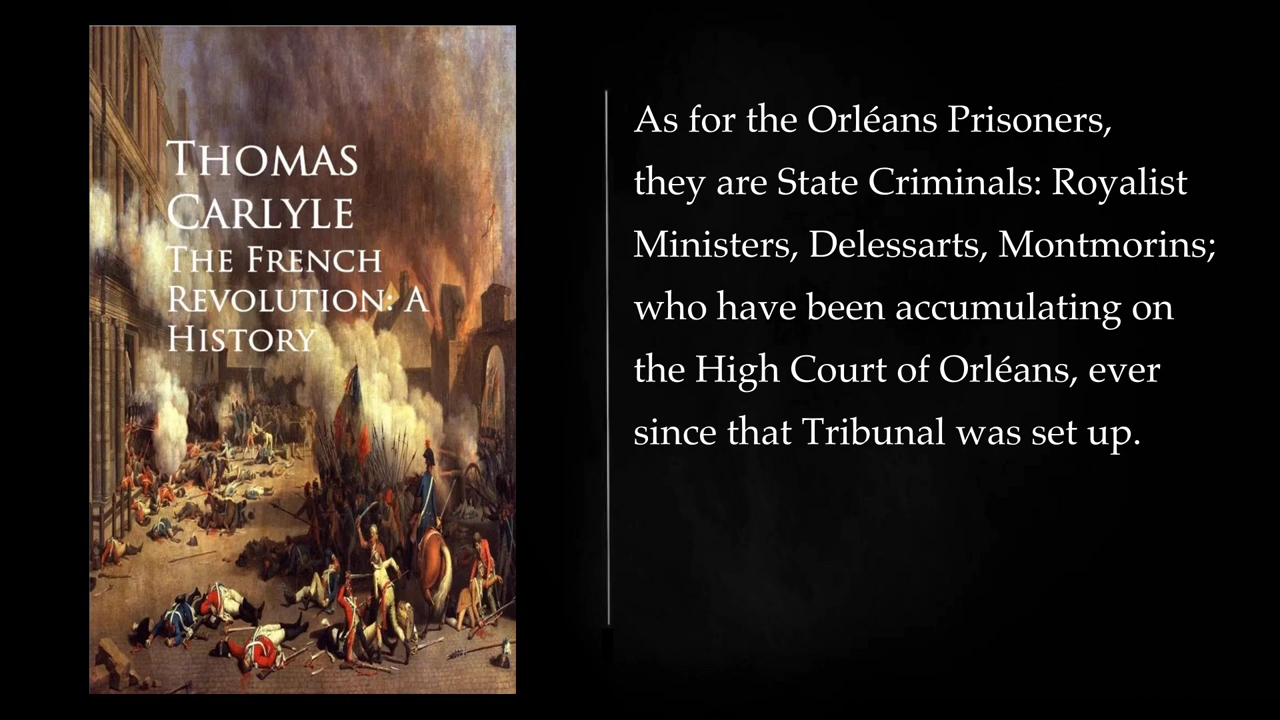 THOMAS
CARLYLE
THE FRENCH
REVOLUTION: A
HISTORY
As for the Orléans Prisoners,
they are State Criminals: Royalist
Ministers, Delessarts, Montmorins;
who have been accumulating on
the High Court of Orléans, ever
since that Tribunal was set up.